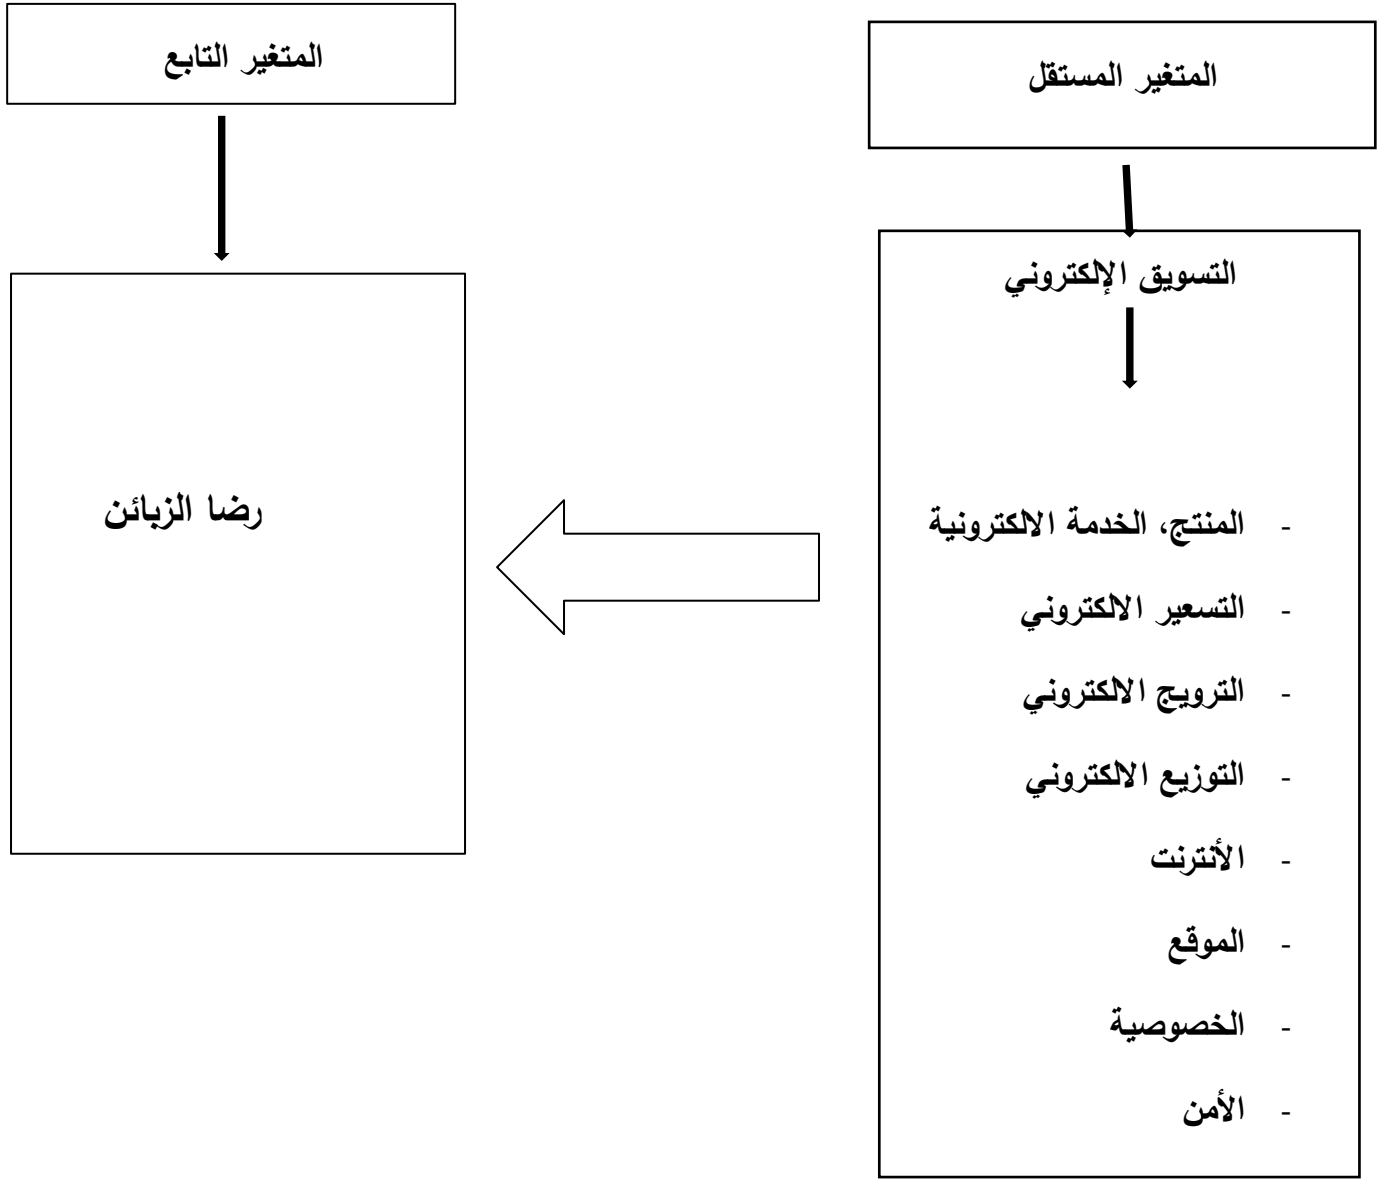 المتغير المستقل
المتغير التابع
التسويق الإلكتروني
- المنتج، الخدمة الالكترونية
- التسعير الالكتروني
- الترويج الالكتروني
- التوزيع الالكتروني
- الأنترنت
- الموقع
- الخصوصية
- الأمن
رضا الزبائن